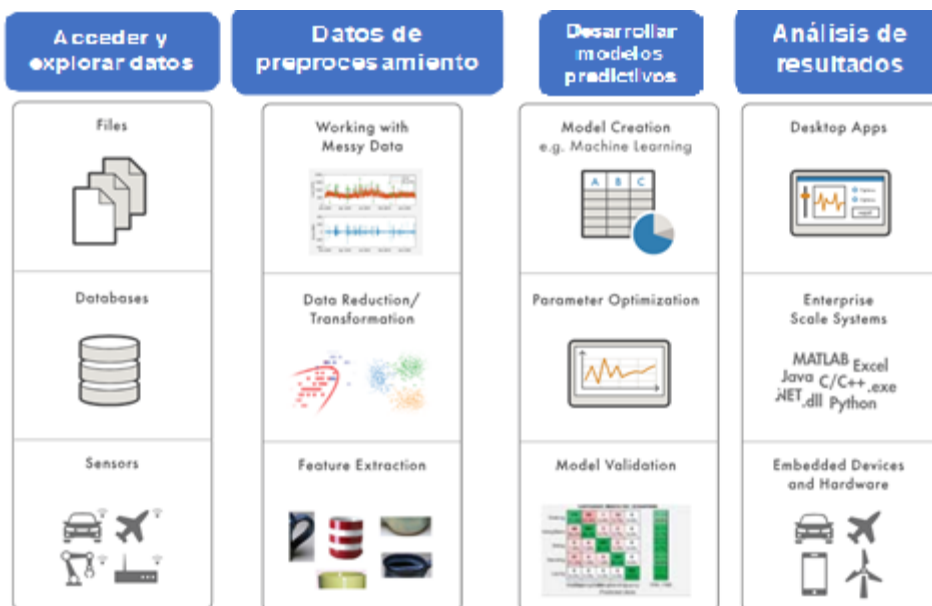 Acceder y
explorar datos
Datos de
preprocesamiento
Desarrollar
modelos
predictivos
Análisis de
resultados
Files
Databases
Sensors
Working with
Messy Data
Data Reduction/
Transformation
Feature Extraction
Model Creation
e.g. Machine Learning
A B C
Parameter Optimization
Model Validation
Desktop Apps
Enterprise
Scale Systems
MATLAB Excel
Java C/C++ .exe
.NET .dll Python
Embedded Devices
and Hardware